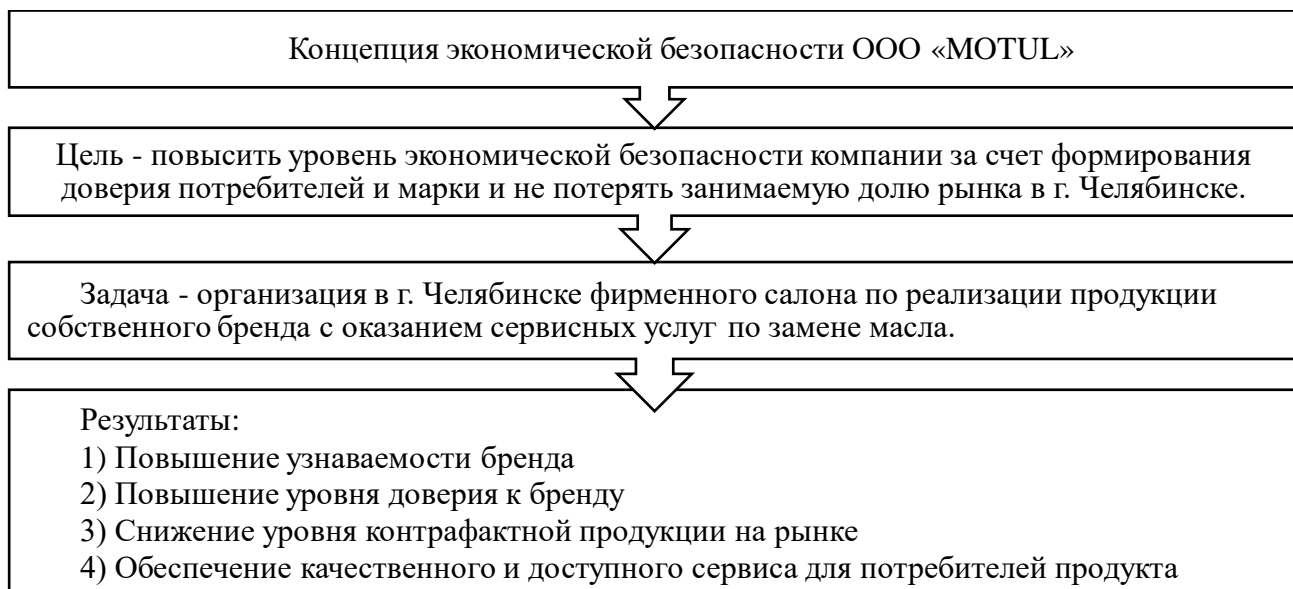 Концепция экономической безопасности ООО «MOTUL»
Цель - повысить уровень экономической безопасности компании за счет формирования
доверия потребителей и марки и не потерять занимаемую долю рынка в г. Челябинске.
Задача - организация в г. Челябинске фирменного салона по реализации продукции
собственного бренда с оказанием сервисных услуг по замене масла.
Результаты:
1) Повышение узнаваемости бренда
2) Повышение уровня доверия к бренду
3) Снижение уровня контрафактной продукции на рынке
4) Обеспечение качественного и доступного сервиса для потребителей продукта